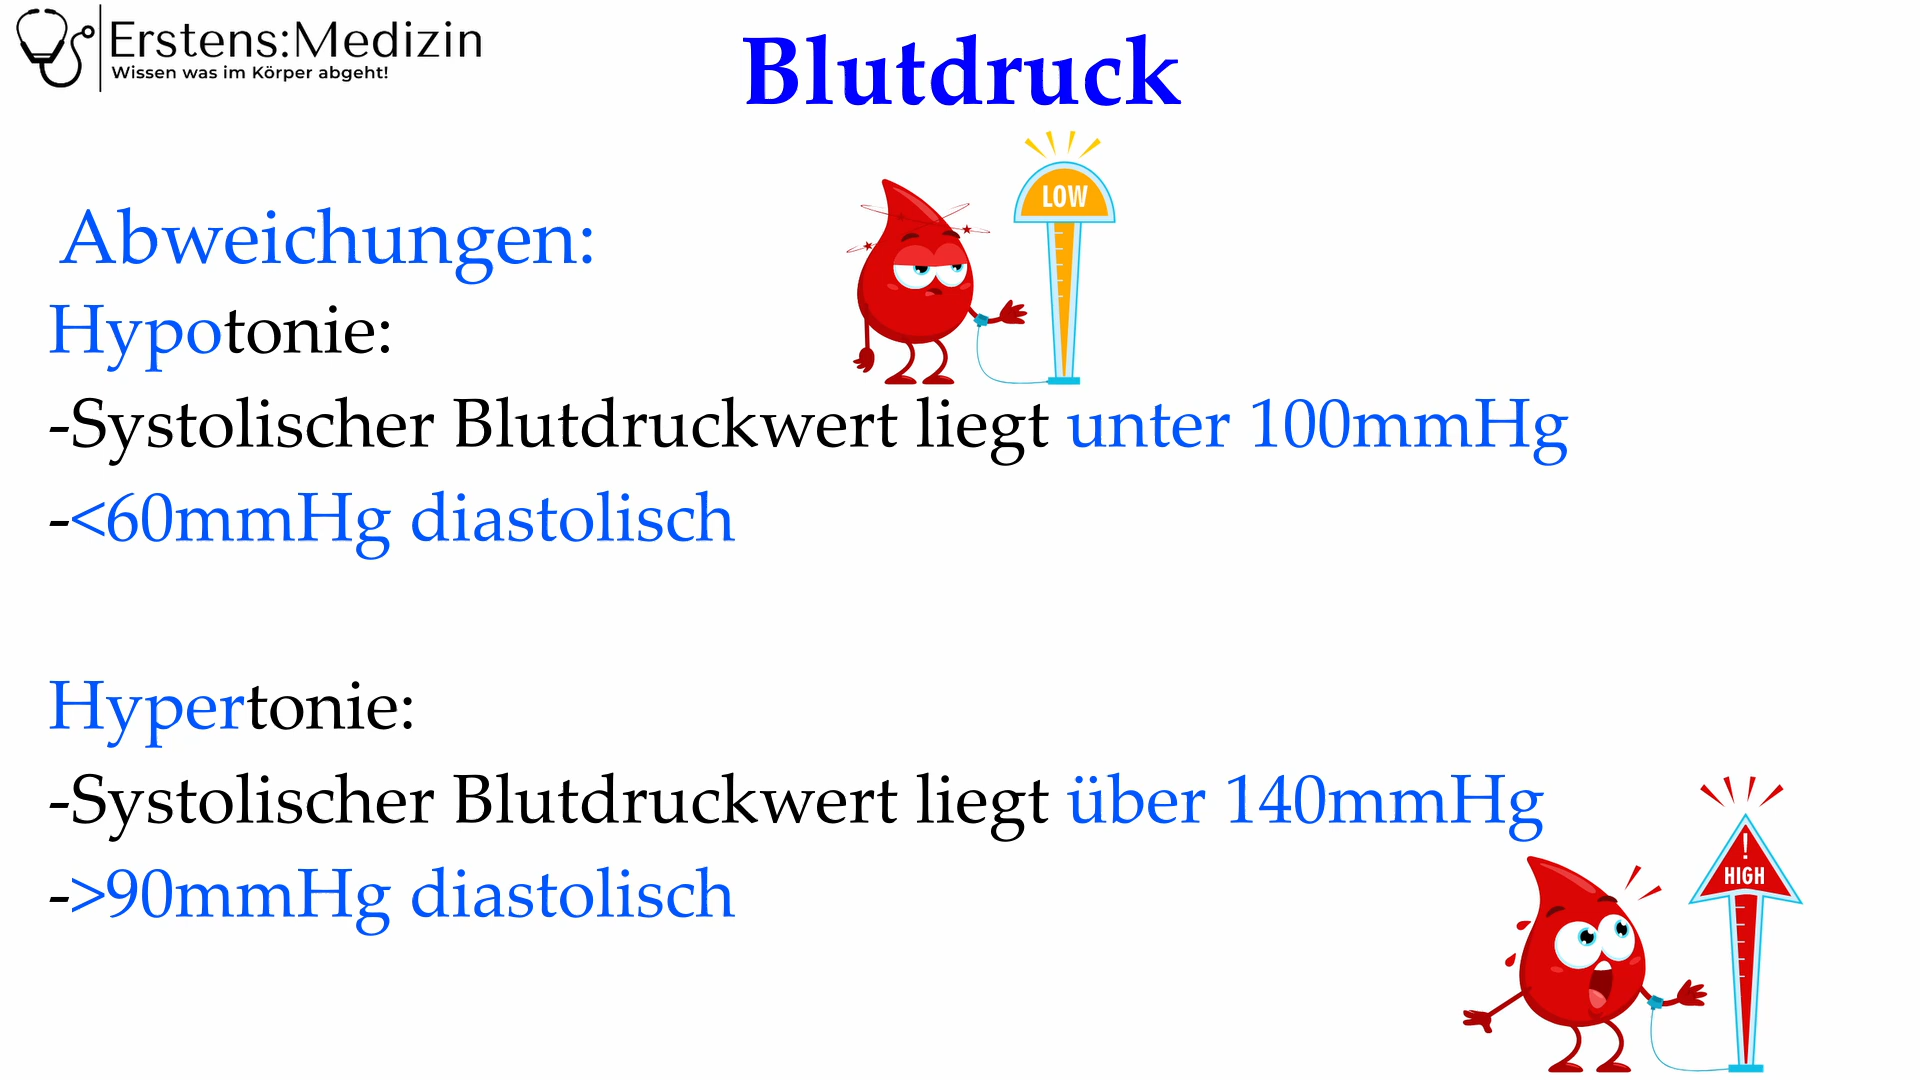 Erstens:Medizin
Wissen was im Körper abgeht!
Blutdruck
LOW
Abweichungen:
Hypotonie:
-Systolischer Blutdruckwert liegt unter 100mmHg
-<60mmHg diastolisch
Hypertonie:
-Systolischer Blutdruckwert liegt über 140mmHg
->90mmHg diastolisch
!
HIGH